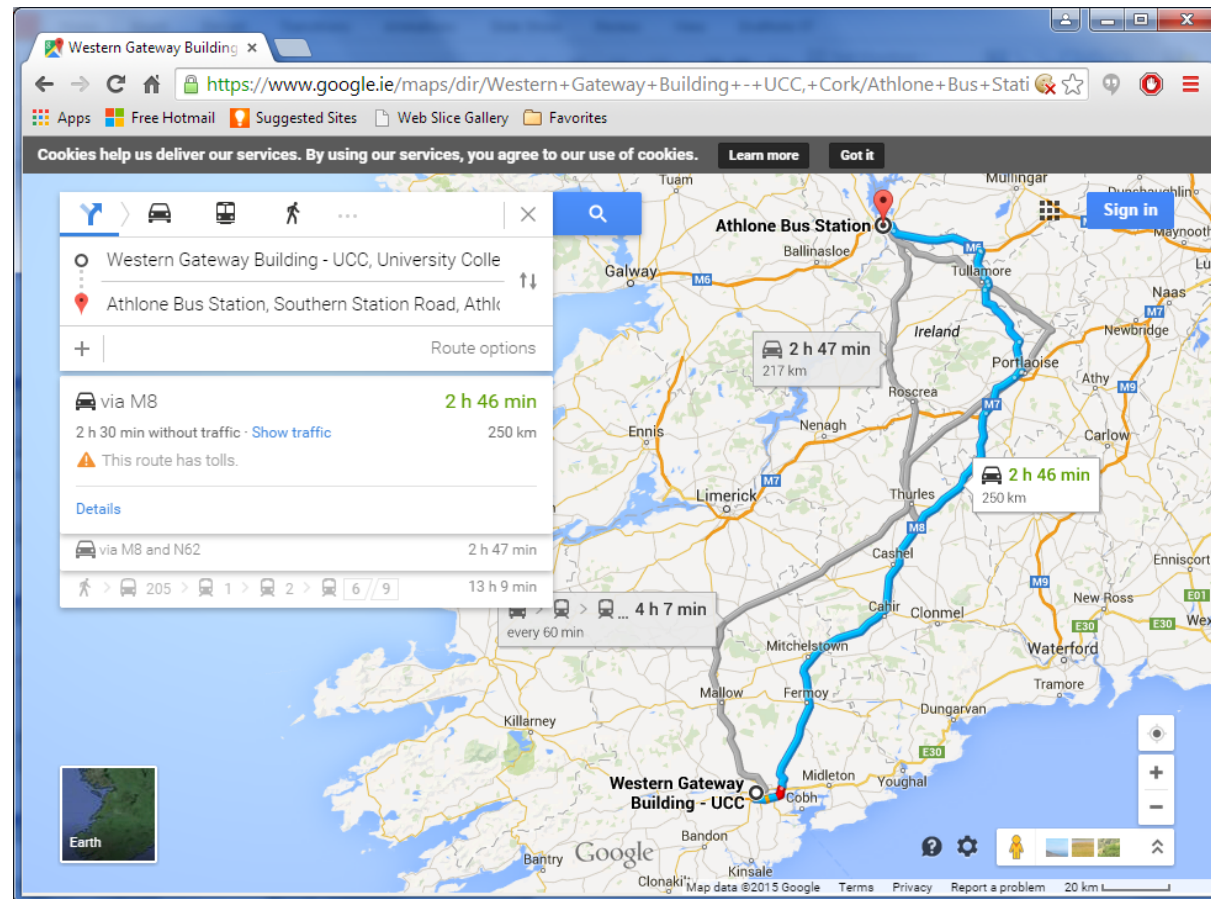 Western Gateway Building
https://www.google.ie/maps/dir/Western+Gateway+Building+-+UCC,+Cork/Athlone+Bus+Stati
Apps Free Hotmail Suggested Sites Web Slice Gallery Favorites
Cookies help us deliver our services. By using our services, you agree to our use of cookies. Learn more Got it
Western Gateway Building - UCC, University Colle
Athlone Bus Station, Southern Station Road, Athl
Route options
via M8 2 h 46 min
2 h 30 min without traffic · Show traffic 250 km
This route has tolls.
Details
via M8 and N62 2 h 47 min
205 1 2 6 / 9 13 h 9 min
Sign in
Tuam
Mullingar
Dunshaughlin
Maynooth
Athlone Bus Station
Ballinasloe
M6
Galway
M6
Tullamore
Lu
Naas
M7
Newbridge
Ireland
2 h 47 min
217 km
Portlaoise
Athy
M9
Roscrea
M7
Ennis
Nenagh
Carlow
M7
Limerick
Thurles
2 h 46 min
250 km
M8
Cashel
Enniscort
M9
New Ross
E01
Cahir
Clonmel
E30
E30
Wex
... 4 h 7 min
every 60 min
Mitchelstown
Waterford
Tramore
Mallow
Fermoy
Dungarvan
Killarney
E30
Western Gateway
Building - UCC
Midleton
Youghal
Cobh
Bandon
Earth
Bantry
Google
Kinsale
Clonaki
Map data ©2015 Google Terms Privacy Report a problem 20 km